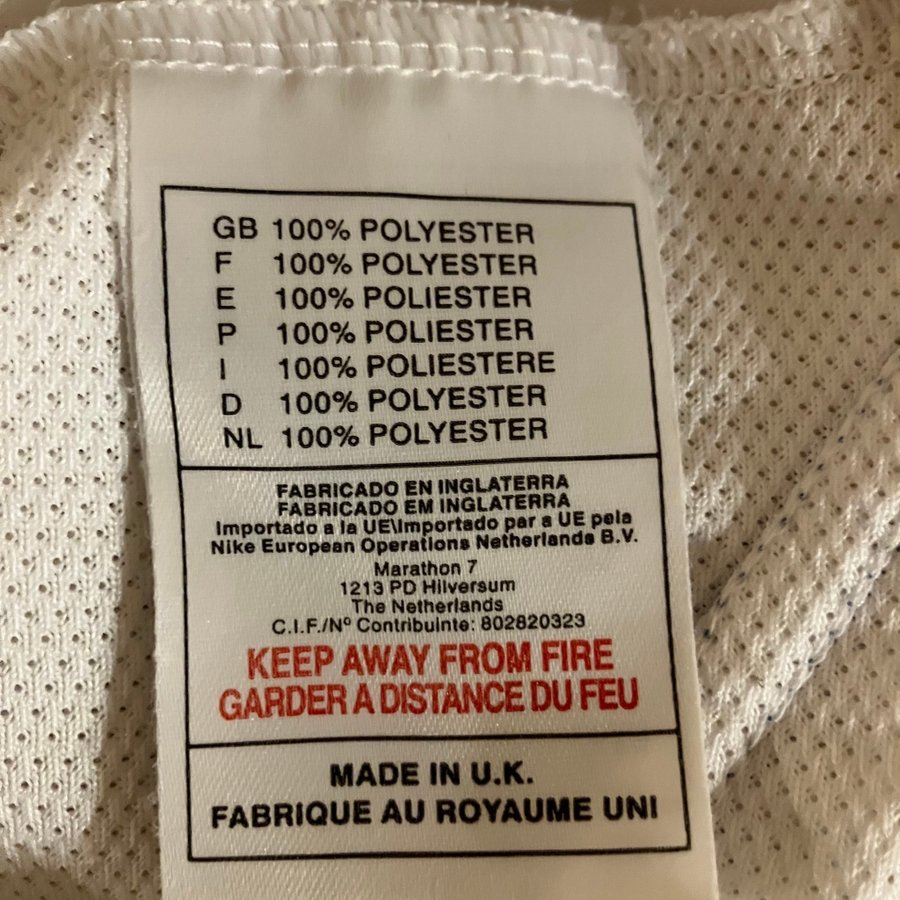 GB 100% POLYESTER
F 100% POLYESTER
E 100% POLIESTER
P 100% POLIESTER
I 100% POLIESTERE
D 100% POLYESTER
NL 100% POLYESTER
FABRICADO EN INGLATERRA
FABRICADO EM INGLATERRA
Importado a la UE\Importado par a UE pela
Nike European Operations Netherlands B.V.
Marathon 7
1213 PD Hilversum
The Netherlands
C.I.F./Nº Contribuinte: 802820323
KEEP AWAY FROM FIRE
GARDER A DISTANCE DU FEU
MADE IN U.K.
FABRIQUE AU ROYAUME UNI